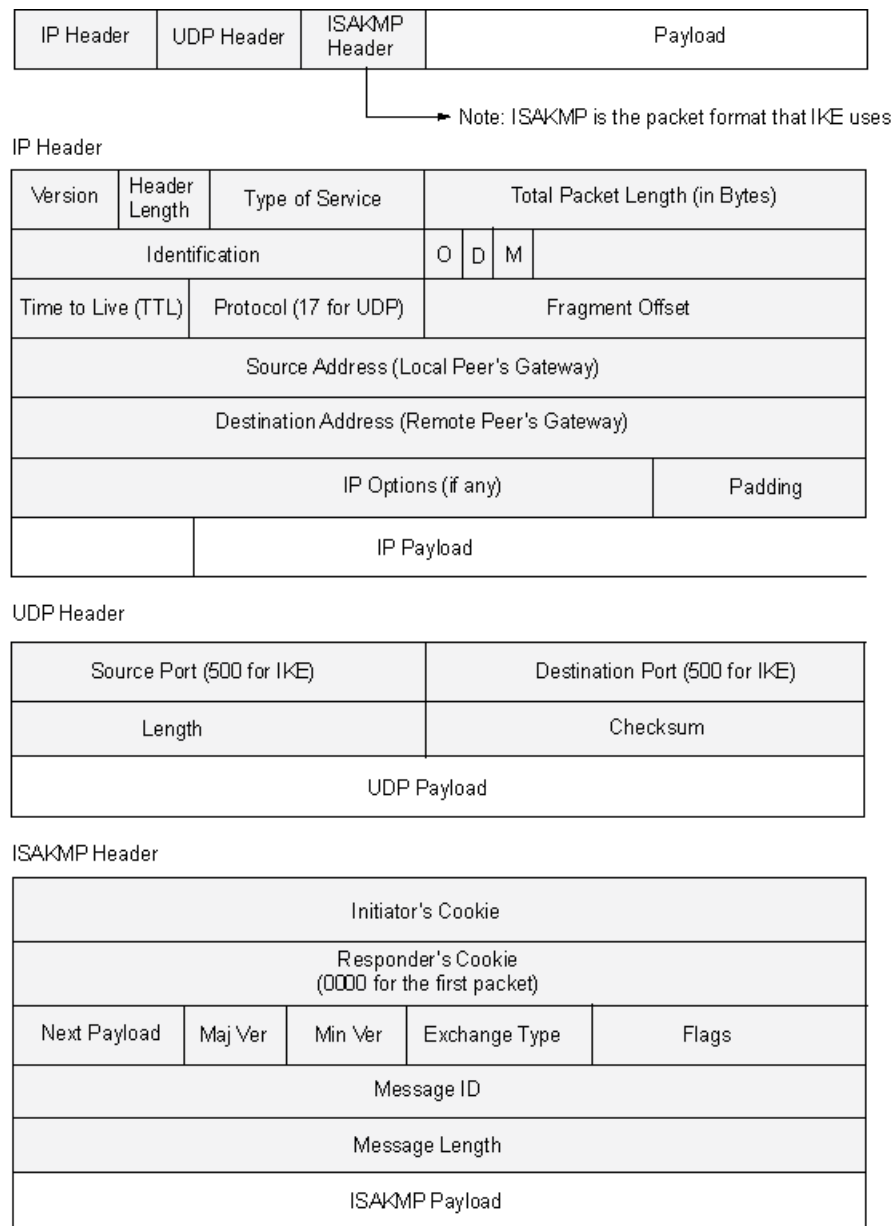 IP Header
UDP Header
ISAKMP
Header
Payload
Note: ISAKMP is the packet format that IKE uses
IP Header
Version
Header
Length
Type of Service
Total Packet Length (in Bytes)
Identification
O
D
M
Time to Live (TTL)
Protocol (17 for UDP)
Fragment Offset
Source Address (Local Peer's Gateway)
Destination Address (Remote Peer's Gateway)
IP Options (if any)
Padding
IP Payload
UDP Header
Source Port (500 for IKE)
Destination Port (500 for IKE)
Length
Checksum
UDP Payload
ISAKMP Header
Initiator's Cookie
Responder's Cookie
(0000 for the first packet)
Next Payload
Maj Ver
Min Ver
Exchange Type
Flags
Message ID
Message Length
ISAKMP Payload